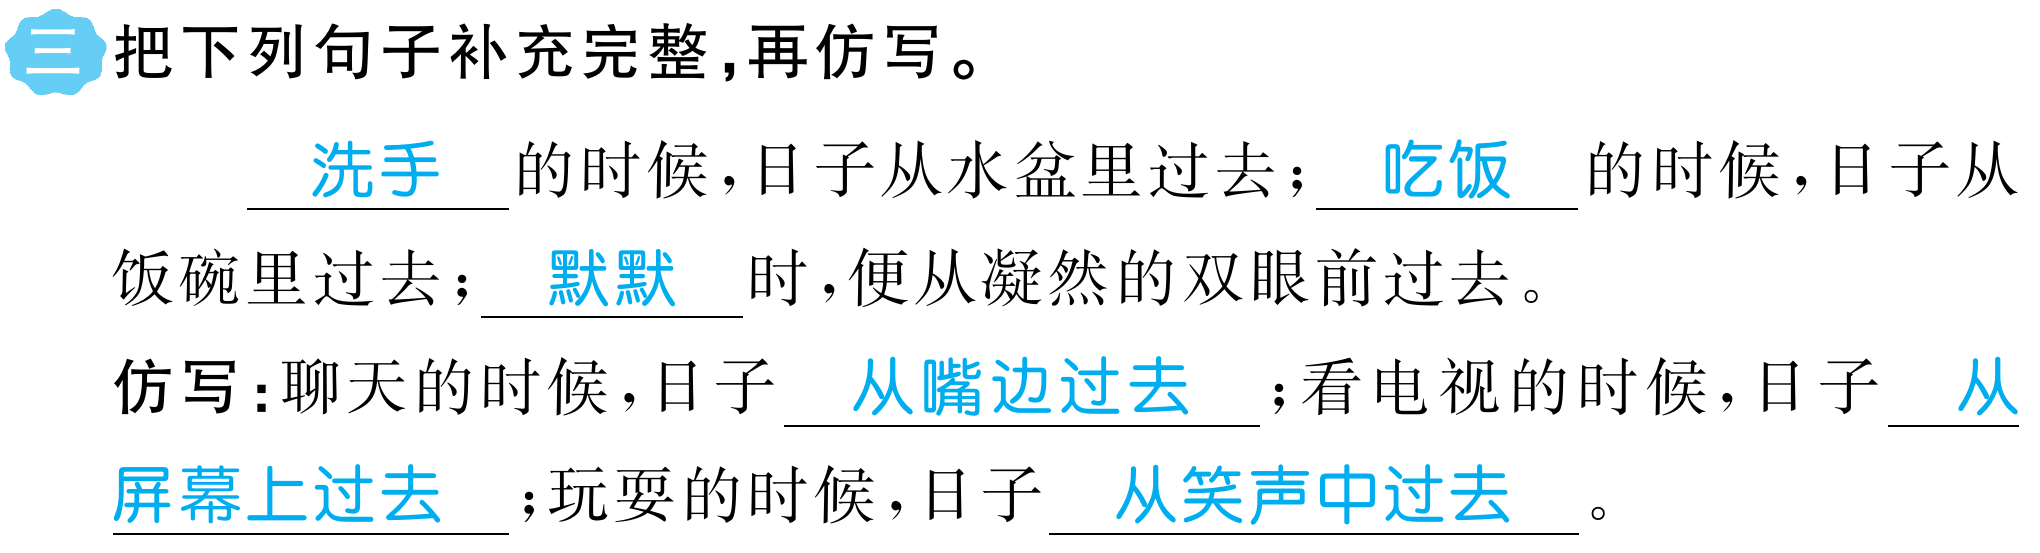 三 把下列句子补充完整,再仿写。
洗手的时候,日子从水盆里过去;吃饭的时候,日子从
饭碗里过去;默默时,便从凝然的双眼前过去。
仿写:聊天的时候,日子从嘴边过去;看电视的时候,日子从
屏幕上过去;玩耍的时候,日子从笑声中过去。